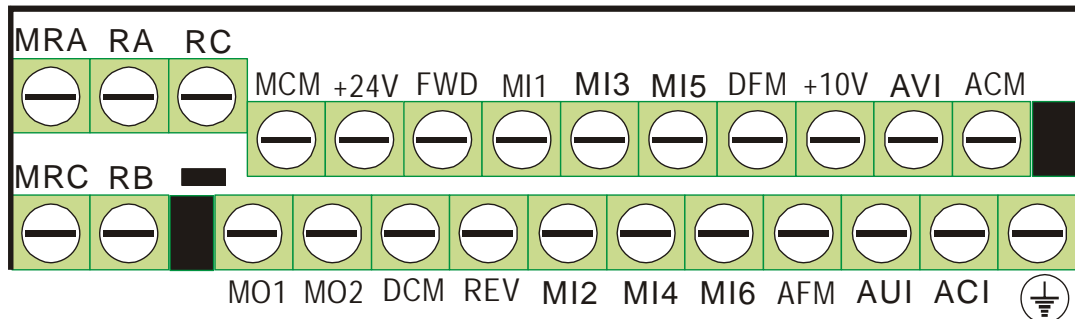 MRA RA RC
MCM +24V FWD MI1 MI3 MI5 DFM +10V AVI ACM
MRC RB
MO1 MO2 DCM REV MI2 MI4 MI6 AFM AUI ACI